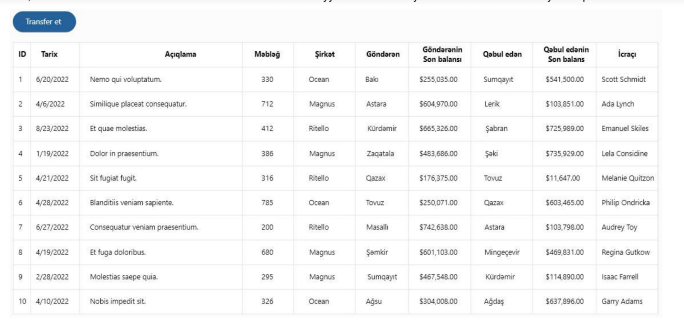 Transfer et
ID Tarix Açıqlama Məbləğ Şirkət Göndərən Göndərənin Son balansı Qəbul edən Qəbul edənin Son balans İcraçı
1 6/20/2022 Nemo qui voluptatum. 330 Ocean Bakı $255,035.00 Sumqayıt $541,500.00 Scott Schmidt
2 4/6/2022 Similique placeat consequatur. 712 Magnus Astara $604,970.00 Lerik $103,851.00 Ada Lynch
3 8/23/2022 Et quae molestias. 412 Ritello Kürdəmir $665,326.00 Şabran $725,989.00 Emanuel Skiles
4 1/19/2022 Dolor in praesentium. 386 Magnus Zaqatala $483,686.00 Şəki $735,929.00 Lela Considine
5 4/21/2022 Sit fugiat fugit. 316 Ritello Qazax $176,375.00 Tovuz $11,647.00 Melanie Quitzon
6 4/28/2022 Blanditiis veniam sapiente. 785 Ocean Tovuz $250,071.00 Qazax $603,465.00 Philip Ondricka
7 6/27/2022 Consequatur veniam praesentium. 200 Ritello Masallı $742,638.00 Astara $103,798.00 Audrey Toy
8 4/19/2022 Et fuga doloribus. 680 Magnus Şəmkir $601,103.00 Mingəçevir $469,831.00 Regina Gutkow
9 2/28/2022 Molestias saepe quia. 295 Magnus Sumqayıt $467,548.00 Kürdəmir $114,890.00 Isaac Farrell
10 4/10/2022 Nobis impedit sit. 326 Ocean Ağsu $304,008.00 Ağdaş $637,896.00 Garry Adams